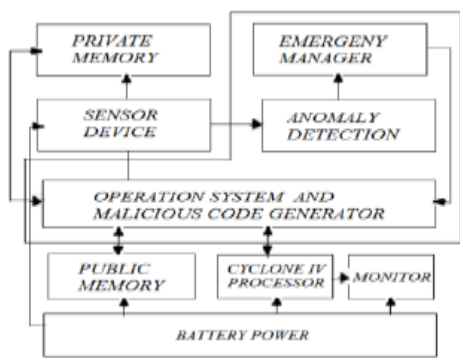 PRIVATE
MEMORY
EMERGENY
MANAGER
SENSOR
DEVICE
ANOMALY
DETECTION
OPERATION SYSTEM AND
MALICIOUS CODE GENERATOR
PUBLIC
MEMORY
CYCLONE IV
PROCESSOR
MONITOR
BATTERY POWER